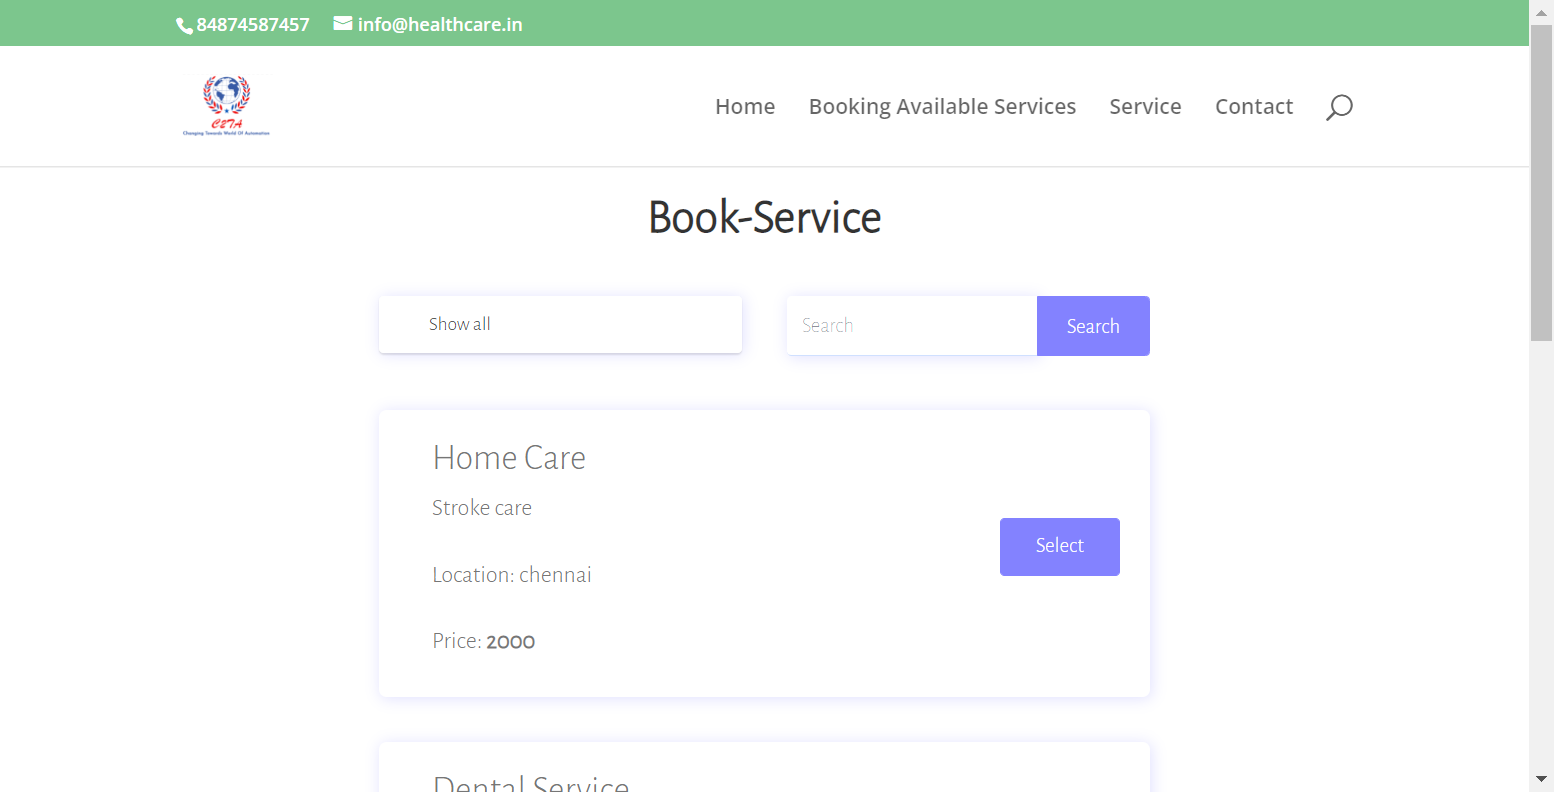 84874587457 info@healthcare.in
C2TA
Changing Towards World Of Automation
Home Booking Available Services Service Contact
Book-Service
Show all
Search Search
Home Care
Stroke care
Select
Location: chennai
Price: 2000
Dental Service